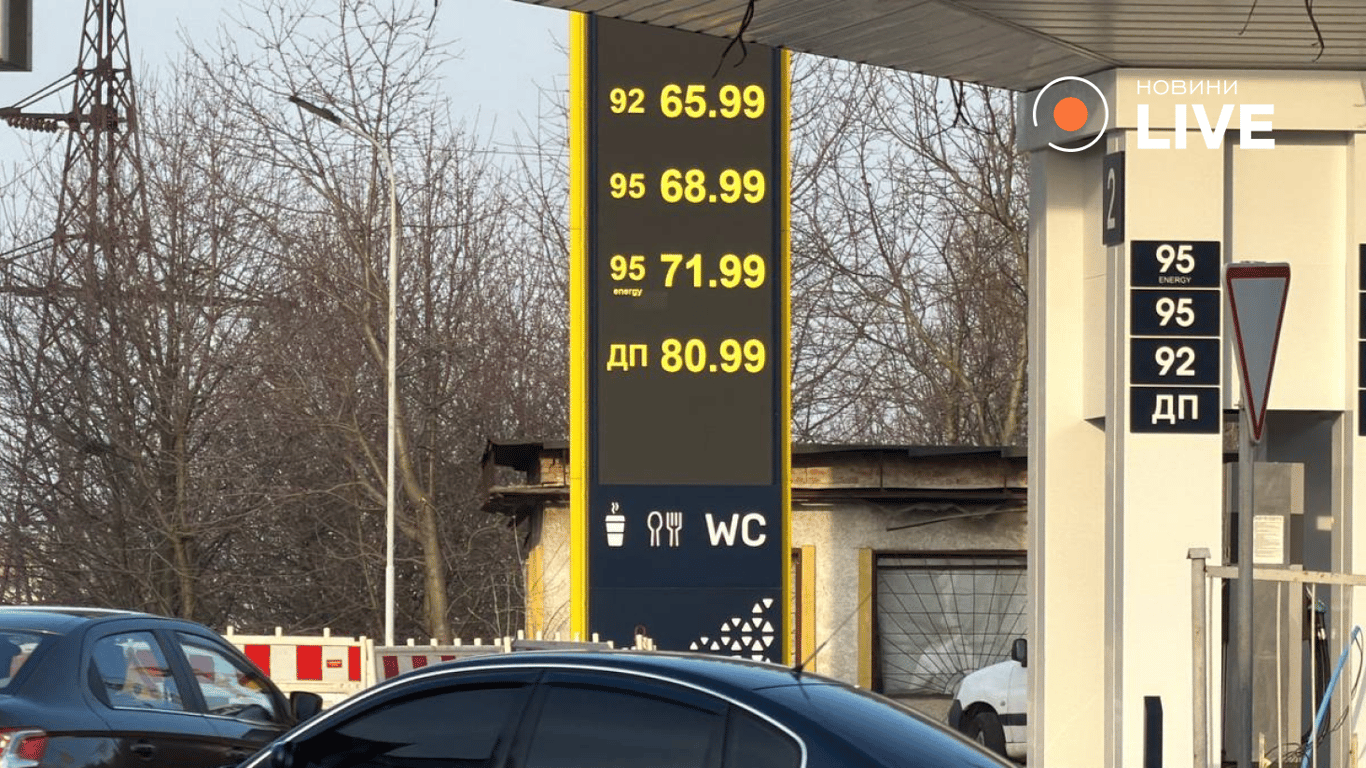 92 65.99
95 68.99
95 71.99
energy
ДП 80.99
WC
НОВИНИ
LIVE
2
95
ENERGY
95
92
ДП